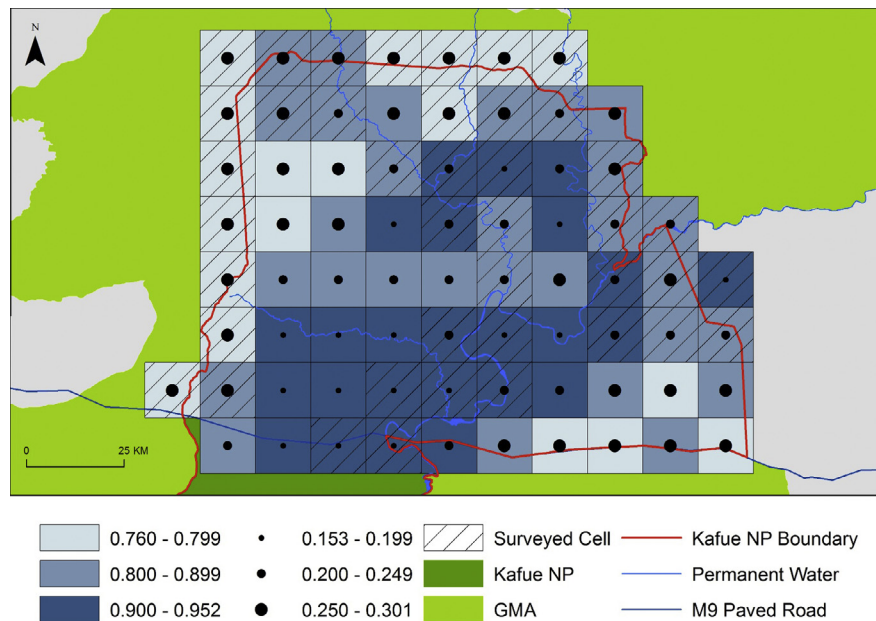 N
0 25 KM
0.760 - 0.799 0.153 - 0.199 Surveyed Cell Kafue NP Boundary
0.800 - 0.899 0.200 - 0.249 Kafue NP Permanent Water
0.900 - 0.952 0.250 - 0.301 GMA M9 Paved Road